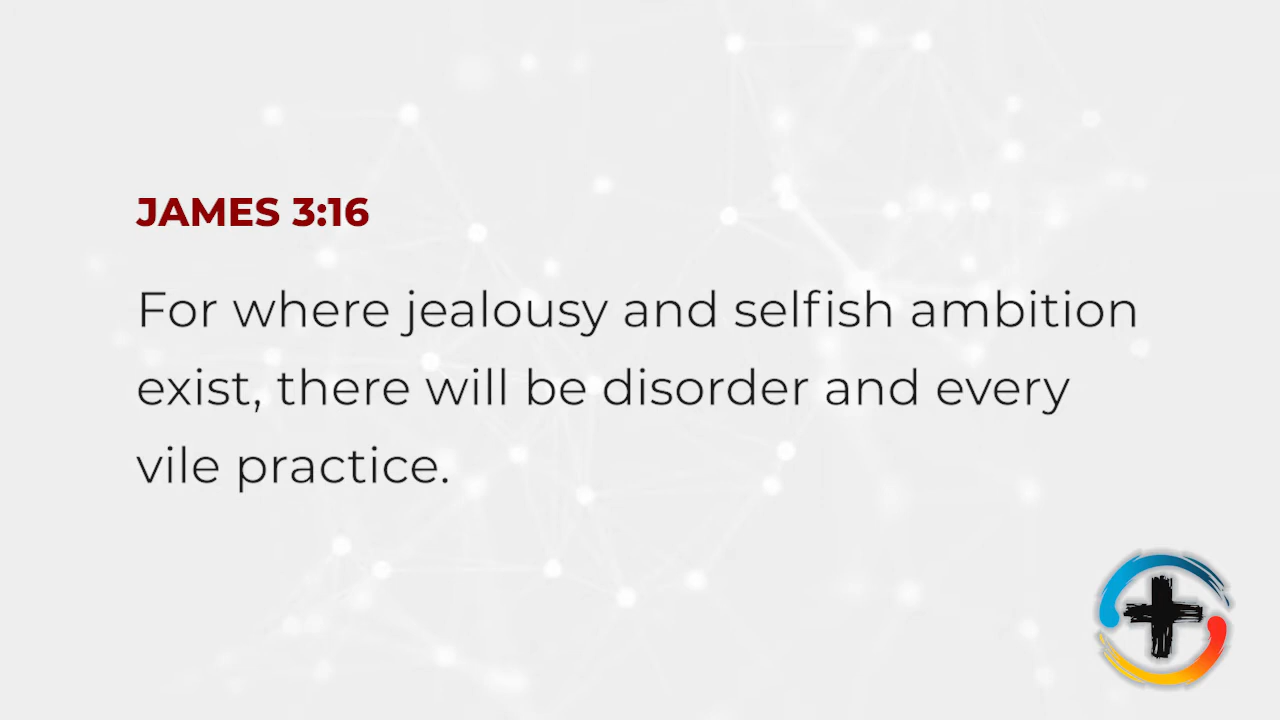 JAMES 3:16
For where jealousy and selfish ambition
exist, there will be disorder and every
vile practice.